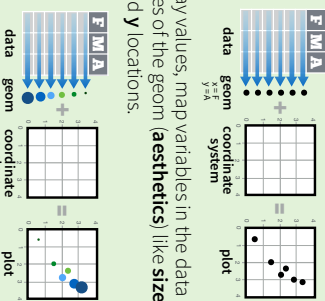 F M A
+ =
data geom coordinate plot
x = F system
y = A
ay values, map variables in the data
es of the geom (aesthetics) like size
d y locations.
F M A
+ =
data geom coordinate plot